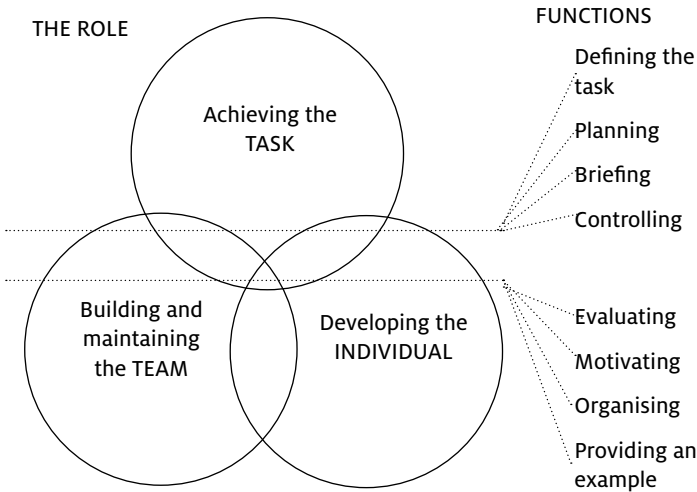 THE ROLE
FUNCTIONS
Achieving the
TASK
Building and
maintaining
the TEAM
Developing the
INDIVIDUAL
Defining the
task
Planning
Briefing
Controlling
Evaluating
Motivating
Organising
Providing an
example